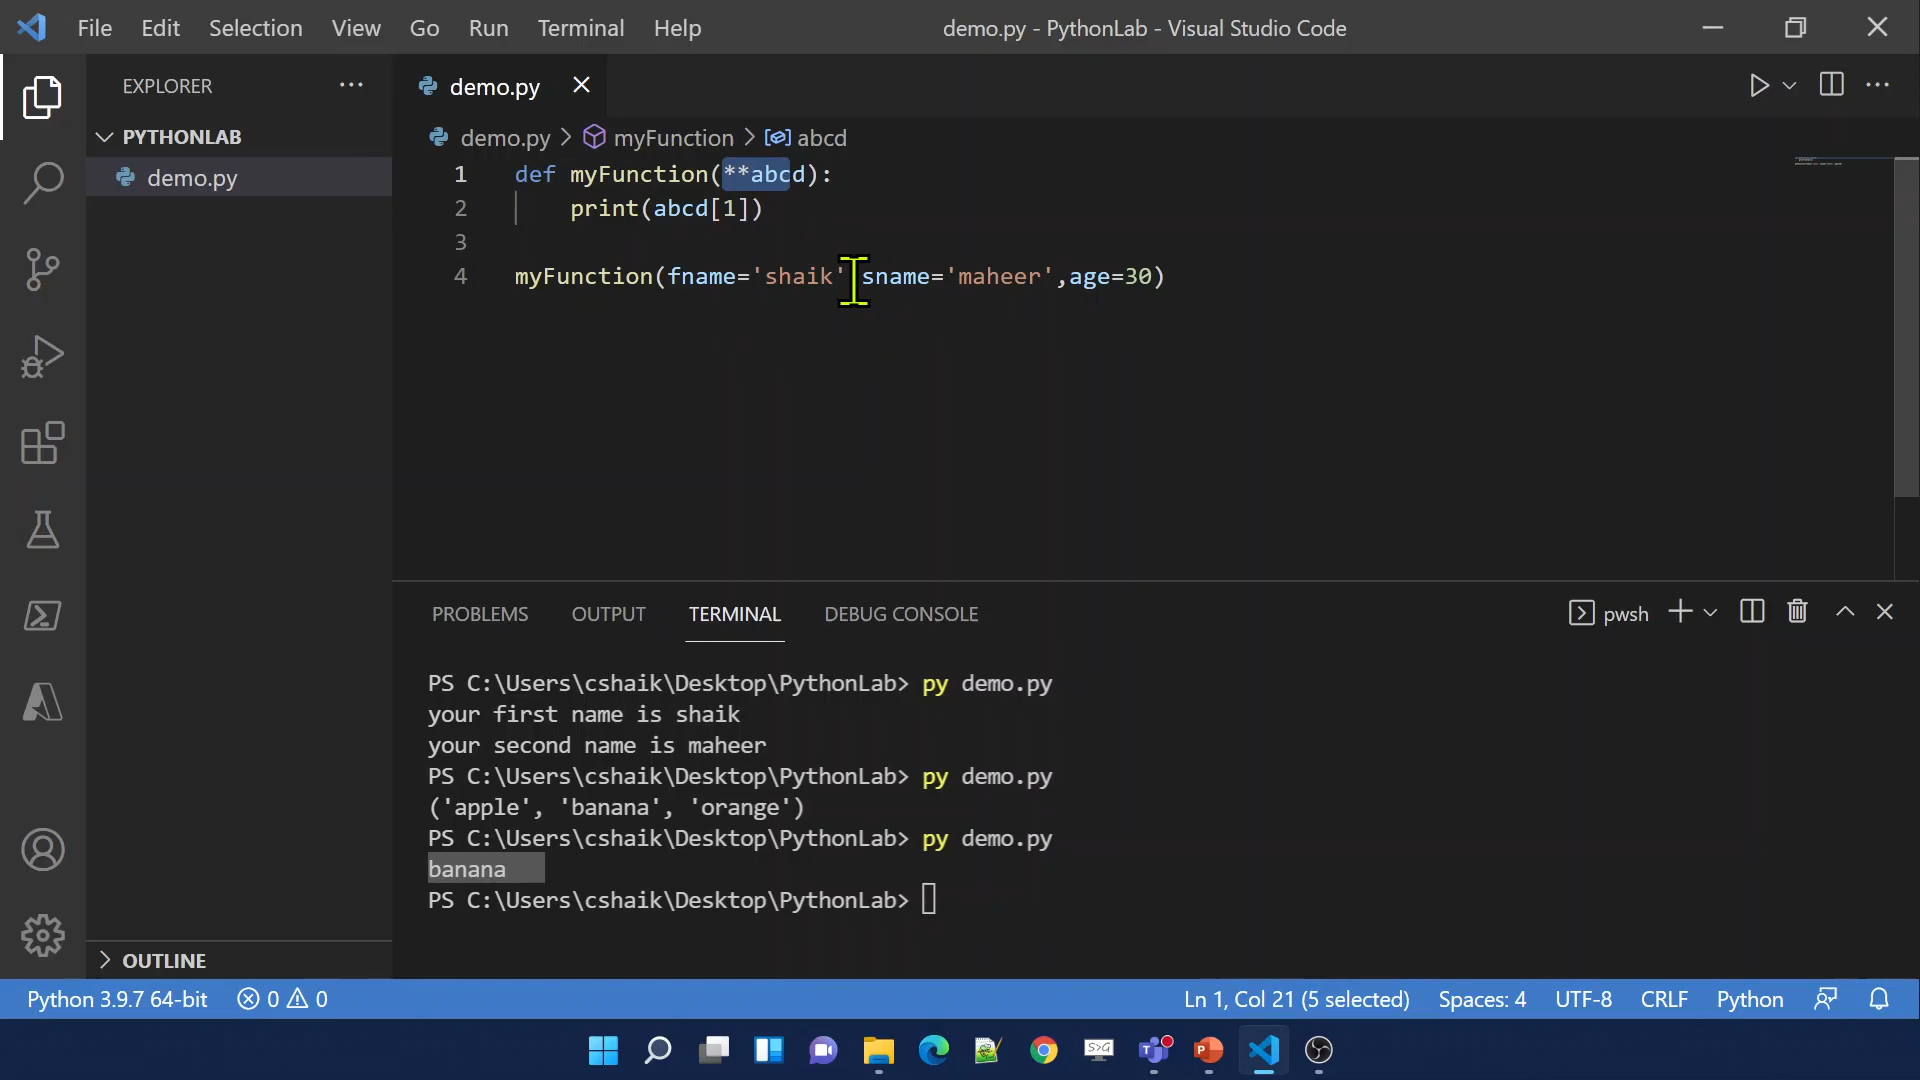 File Edit Selection View Go Run Terminal Help demo.py - PythonLab - Visual Studio Code
EXPLORER
PYTHONLAB
demo.py
OUTLINE
demo.py
demo.py > myFunction > abcd
1 def myFunction(**abcd):
2 print(abcd[1])
3
4 myFunction(fname='shaik' sname='maheer',age=30)
PROBLEMS OUTPUT TERMINAL DEBUG CONSOLE pwsh
PS C:\Users\cshaik\Desktop\PythonLab> py demo.py
your first name is shaik
your second name is maheer
PS C:\Users\cshaik\Desktop\PythonLab> py demo.py
('apple', 'banana', 'orange')
PS C:\Users\cshaik\Desktop\PythonLab> py demo.py
banana
PS C:\Users\cshaik\Desktop\PythonLab>
Python 3.9.7 64-bit 0 0 Ln 1, Col 21 (5 selected) Spaces: 4 UTF-8 CRLF Python
S>G